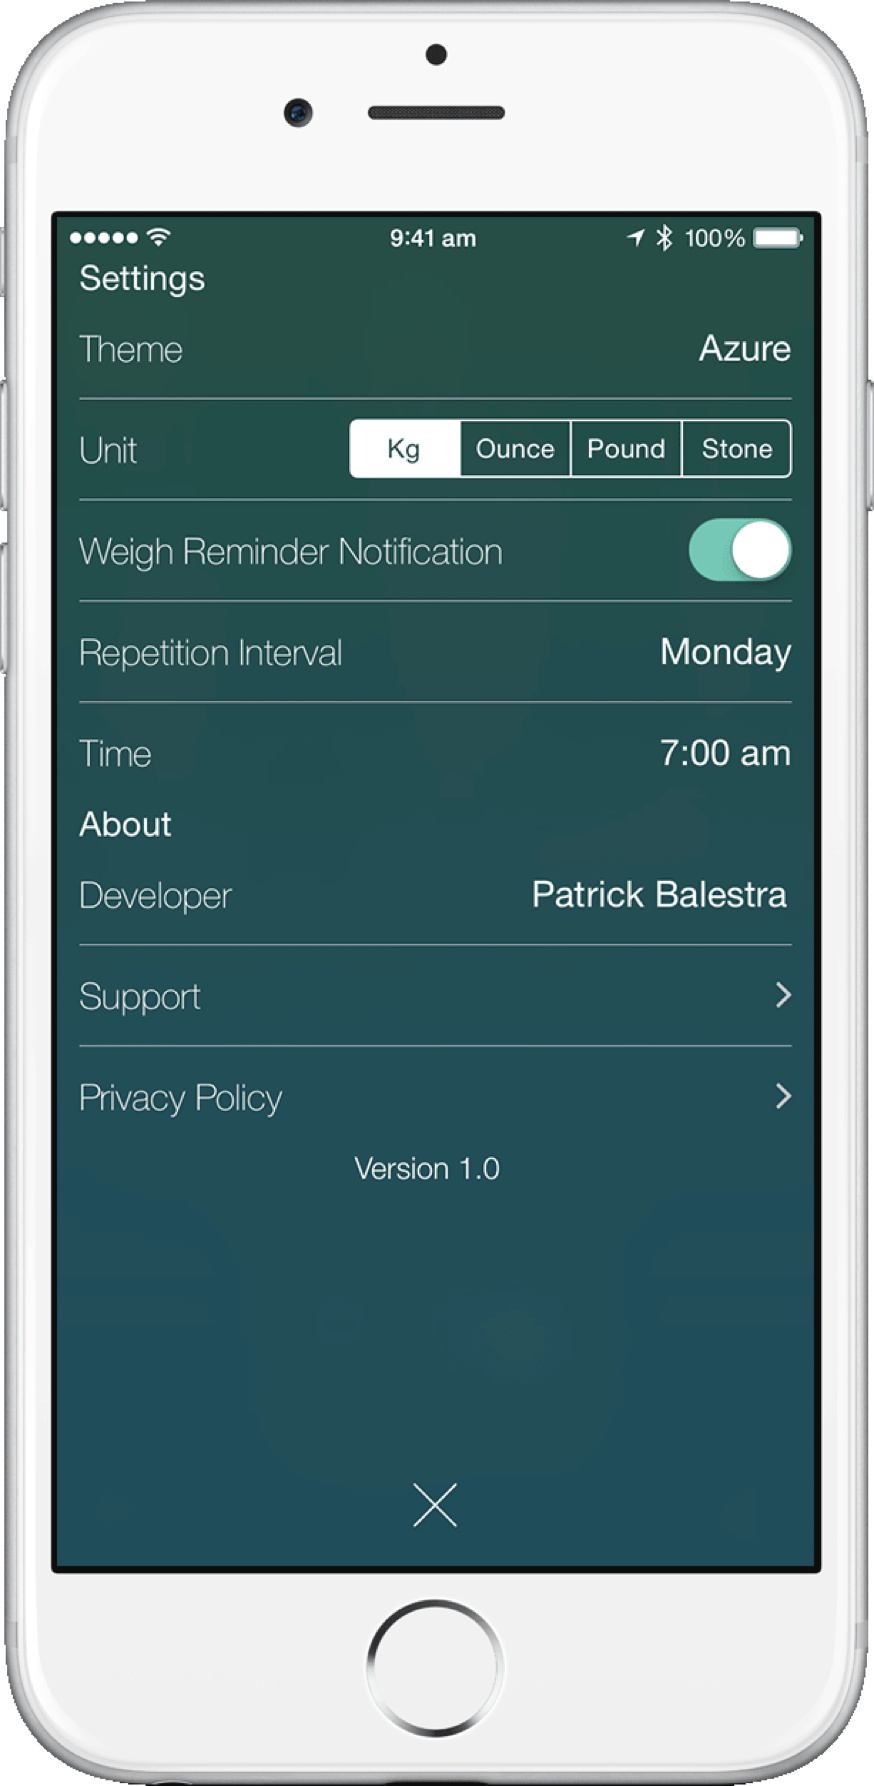 9:41 am 100%
Settings
Theme Azure
Unit Kg Ounce Pound Stone
Weigh Reminder Notification
Repetition Interval Monday
Time 7:00 am
About
Developer Patrick Balestra
Support
Privacy Policy
Version 1.0